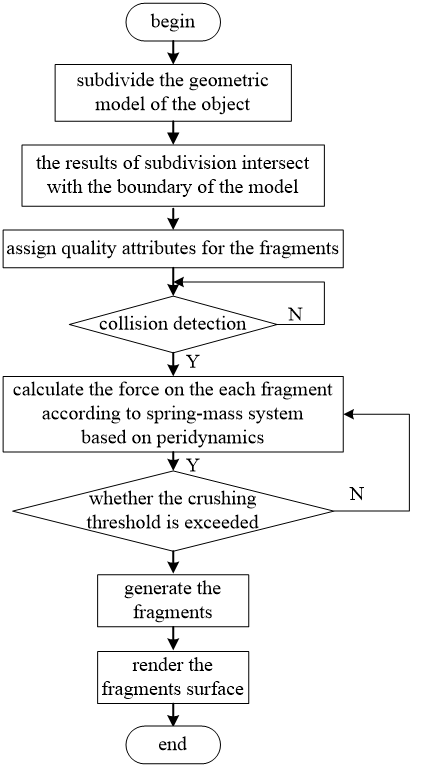 begin
subdivide the geometric
model of the object
the results of subdivision intersect
with the boundary of the model
assign quality attributes for the fragments
N
collision detection
Y
calculate the force on the each fragment
according to spring-mass system
based on peridynamics
Y
N
whether the crushing
threshold is exceeded
generate the
fragments
render the
fragments surface
end